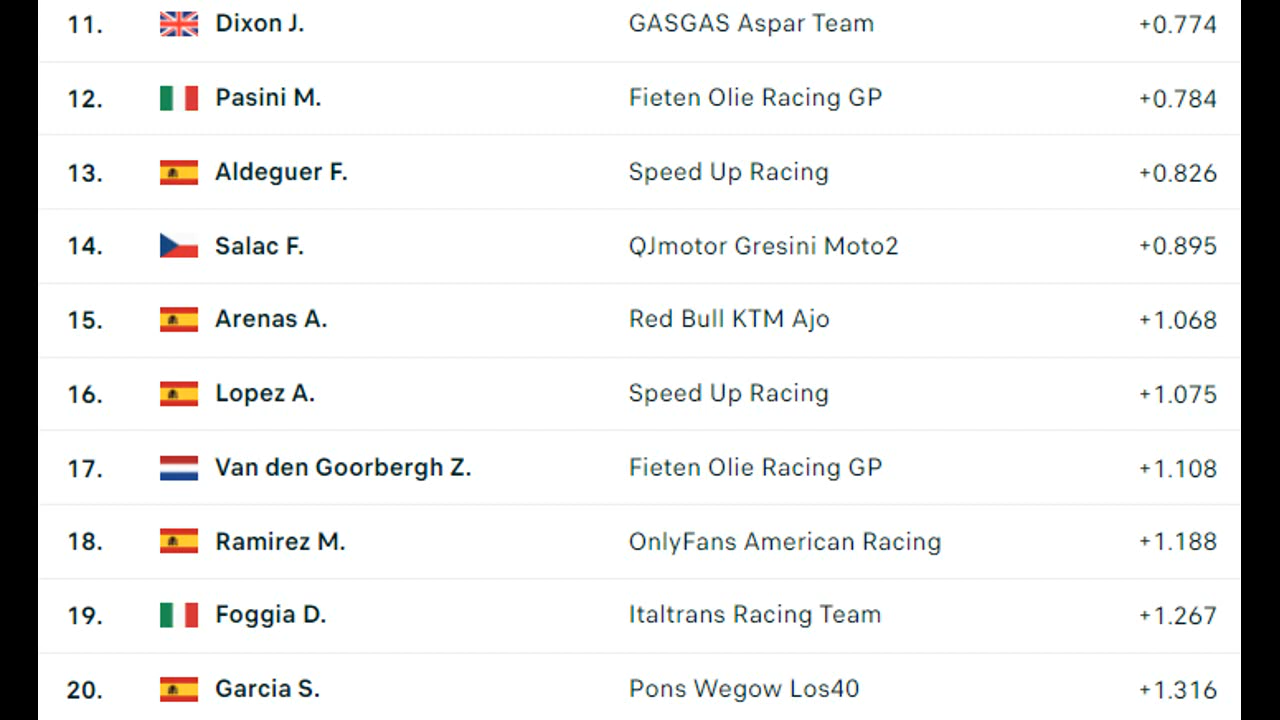 11. Dixon J. GASGAS Aspar Team +0.774
12. Pasini M. Fieten Olie Racing GP +0.784
13. Aldeguer F. Speed Up Racing +0.826
14. Salac F. QJmotor Gresini Moto2 +0.895
15. Arenas A. Red Bull KTM Ajo +1.068
16. Lopez A. Speed Up Racing +1.075
17. Van den Goorbergh Z. Fieten Olie Racing GP +1.108
18. Ramirez M. OnlyFans American Racing +1.188
19. Foggia D. Italtrans Racing Team +1.267
20. Garcia S. Pons Wegow Los40 +1.316